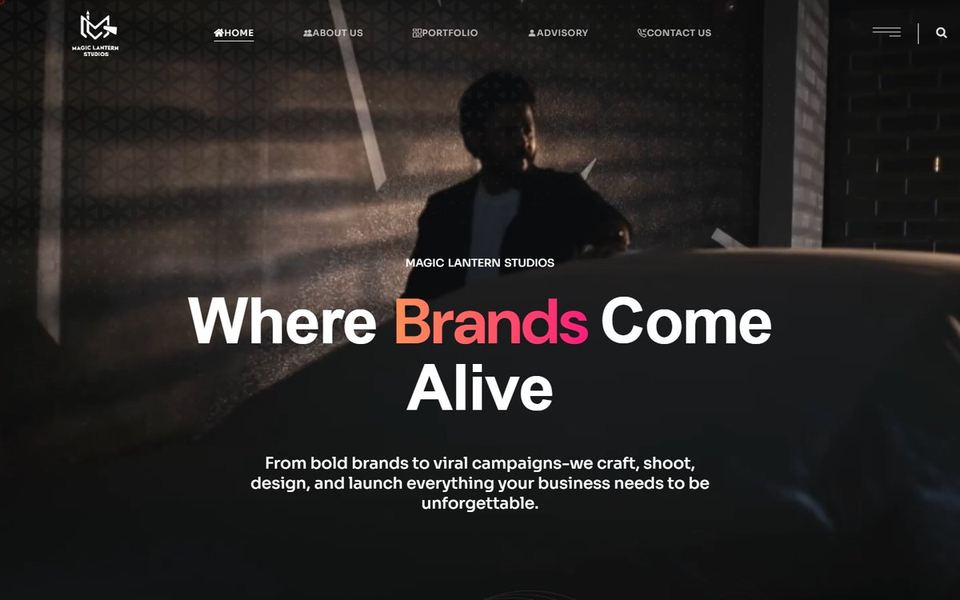 MAGIC LANTERN
STUDIOS
HOME
ABOUT US
PORTFOLIO
ADVISORY
CONTACT US
MAGIC LANTERN STUDIOS
Where Brands Come
Alive
From bold brands to viral campaigns–we craft, shoot,
design, and launch everything your business needs to be
unforgettable.